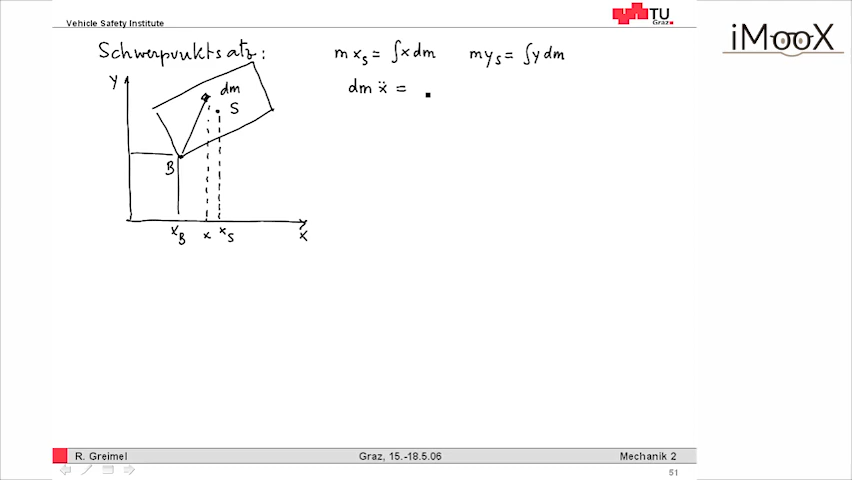 Vehicle Safety Institute
TU
Graz
iMooX
Schwerpunktsatz:
m x_S = ∫x dm    m y_S = ∫y dm
dm ẍ =
Y
dm
S
B
x_B  x  x_S  X
R. Greimel    Graz, 15.-18.5.06    Mechanik 2
51